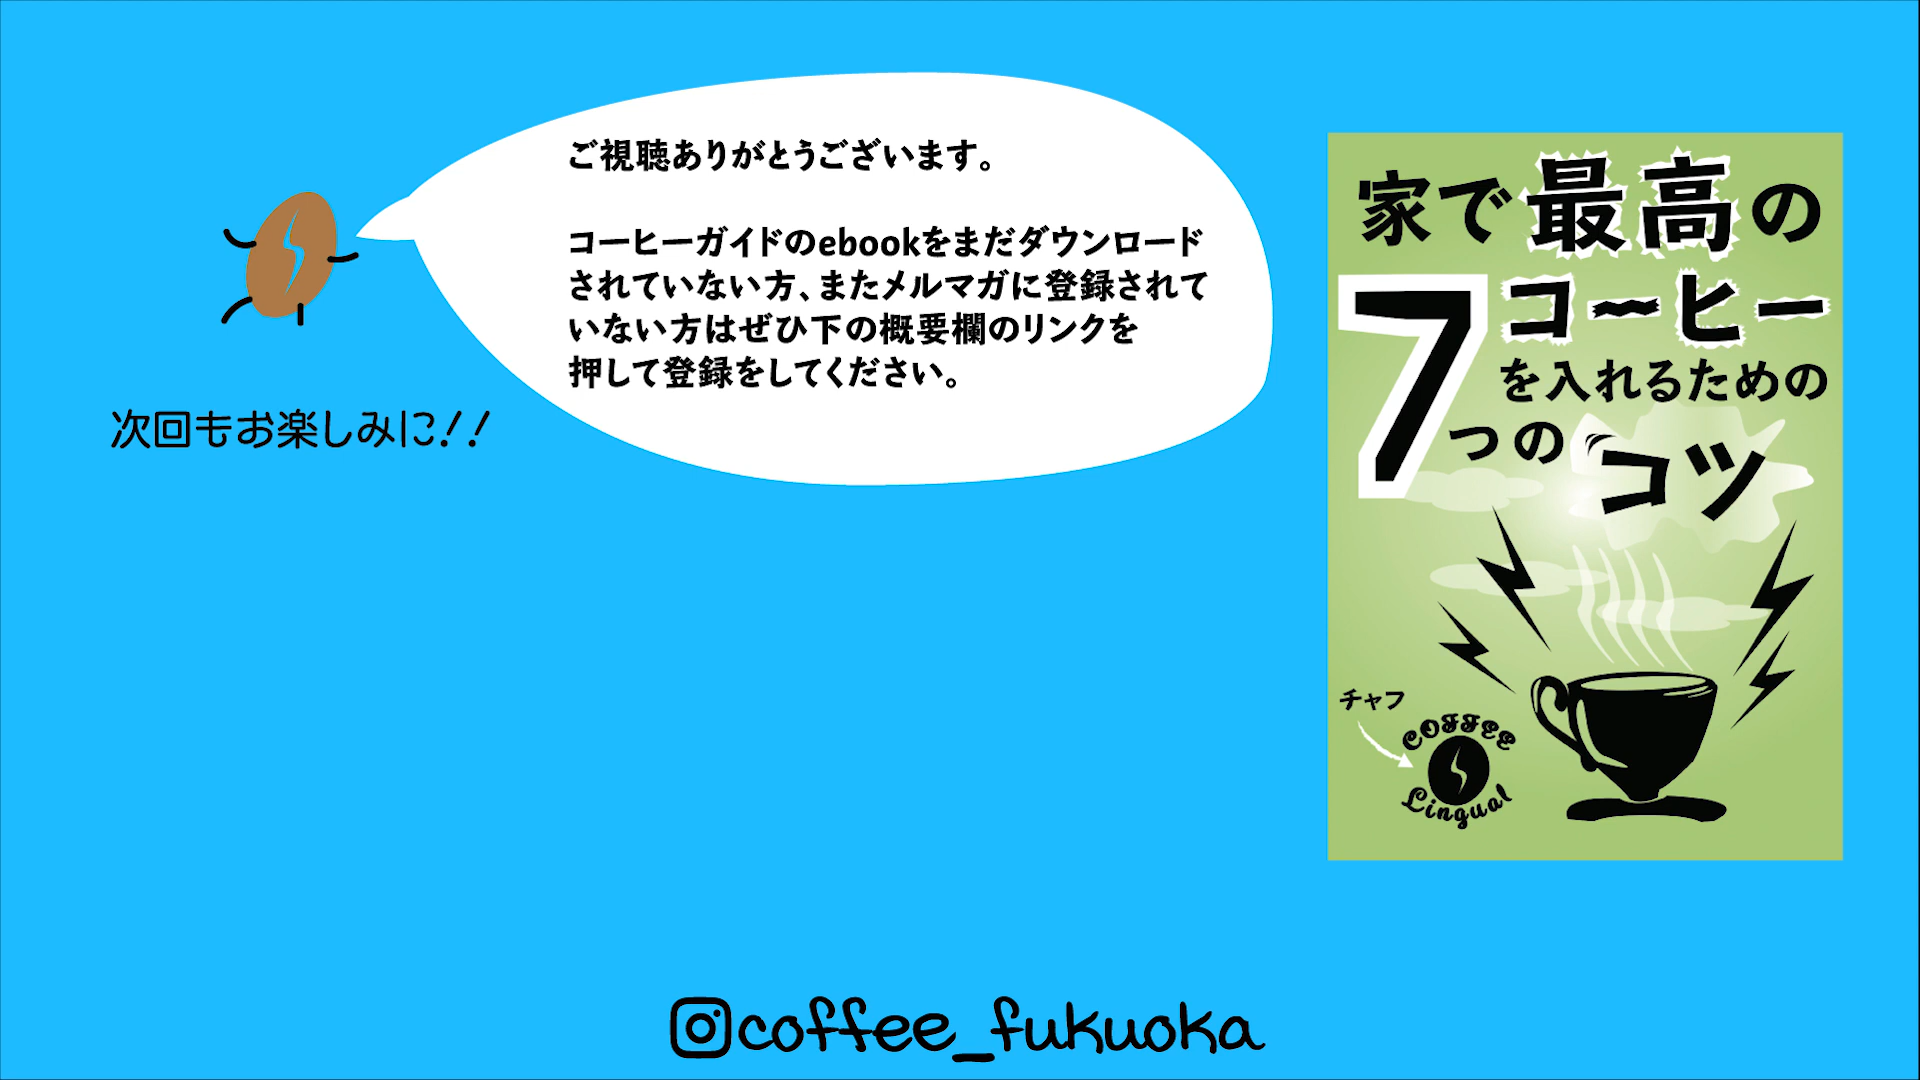 ご視聴ありがとうございます。
コーヒーガイドのebookをまだダウンロード
されていない方、またメルマガに登録されて
いない方はぜひ下の概要欄のリンクを
押して登録をしてください。
次回もお楽しみに!!
家で最高の
7コーヒー
を入れるための
つのコツ
チャフ
COFFEE
Lingual
@coffee_fukuoka